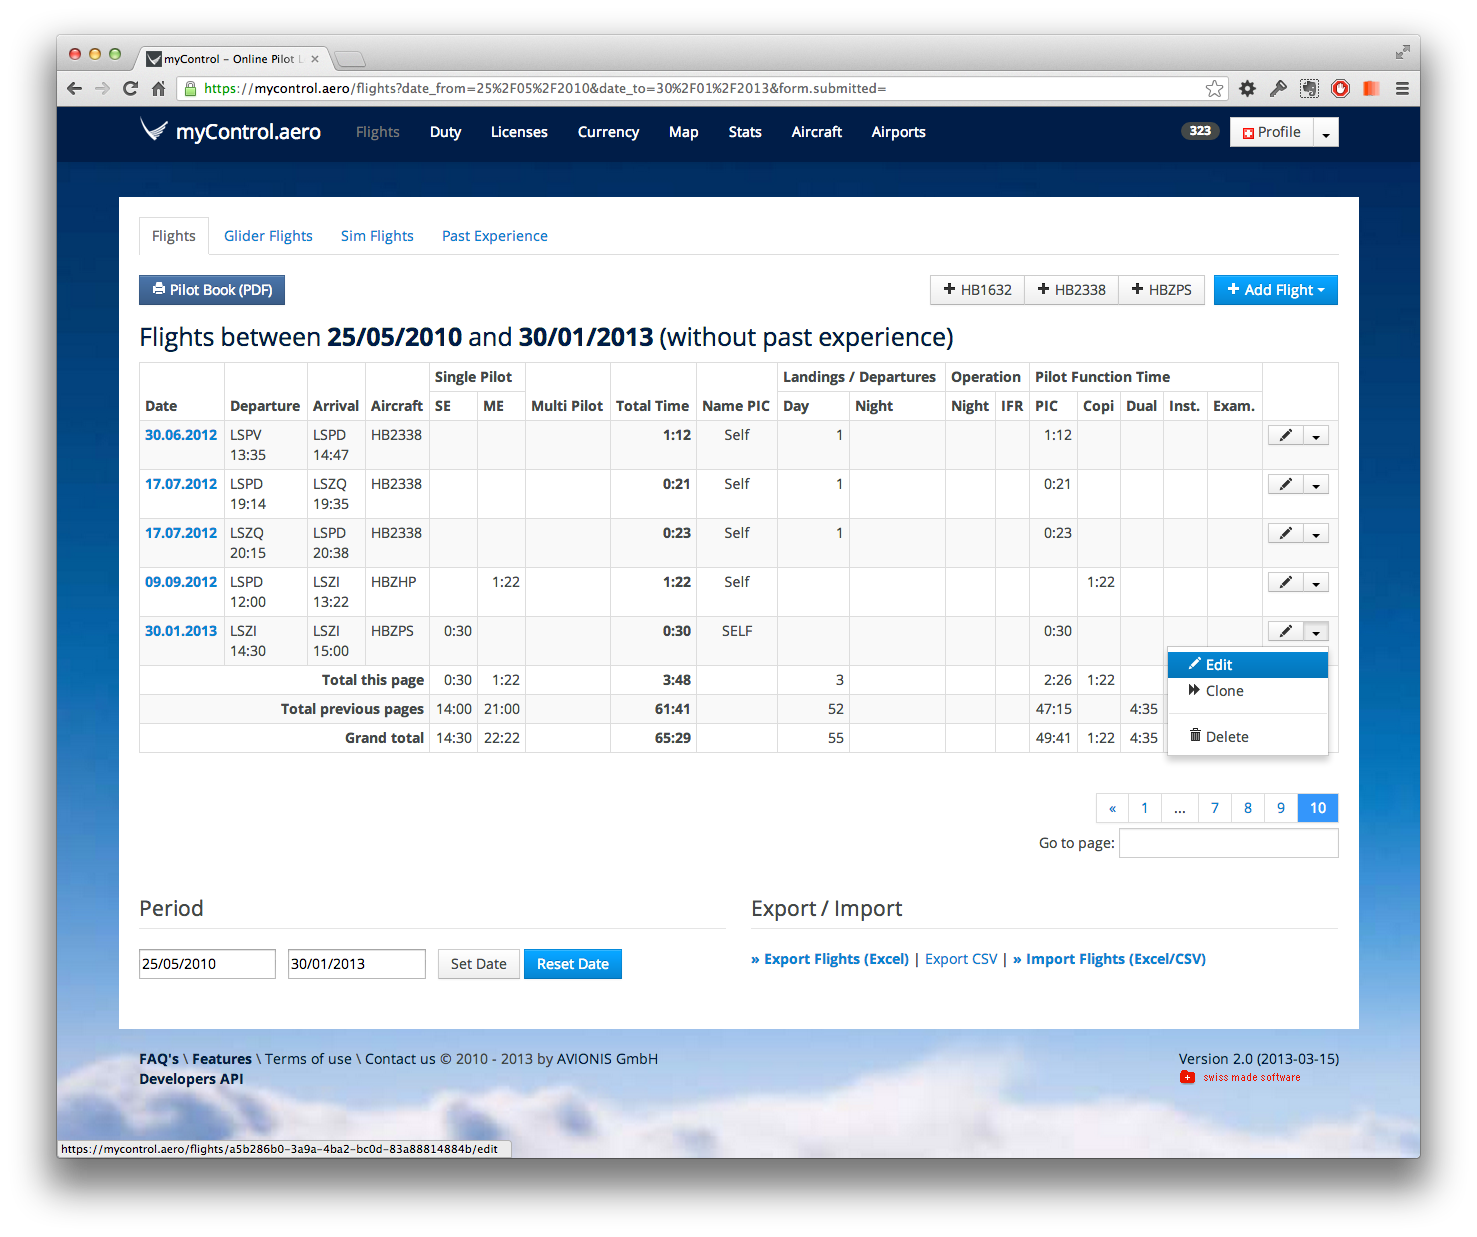 myControl – Online Pilot L
https://mycontrol.aero/flights?date_from=25%2F05%2F2010&date_to=30%2F01%2F2013&form.submitted=
myControl.aero Flights Duty Licenses Currency Map Stats Aircraft Airports 323 Profile
Flights Glider Flights Sim Flights Past Experience
Pilot Book (PDF) HB1632 HB2338 HBZPS Add Flight
Flights between 25/05/2010 and 30/01/2013 (without past experience)
Single Pilot Landings / Departures Operation Pilot Function Time
Date Departure Arrival Aircraft SE ME Multi Pilot Total Time Name PIC Day Night Night IFR PIC Copi Dual Inst. Exam.
30.06.2012 LSPV LSPD HB2338 1:12 Self 1 1:12
13:35 14:47
17.07.2012 LSPD LSZQ HB2338 0:21 Self 1 0:21
19:14 19:35
17.07.2012 LSZQ LSPD HB2338 0:23 Self 1 0:23
20:15 20:38
09.09.2012 LSPD LSZI HBZHP 1:22 1:22 Self 1:22
12:00 13:22
30.01.2013 LSZI LSZI HBZPS 0:30 0:30 SELF 0:30
14:30 15:00
Edit
Total this page 0:30 1:22 3:48 3 2:26 1:22
Clone
Total previous pages 14:00 21:00 61:41 52 47:15 4:35
Grand total 14:30 22:22 65:29 55 49:41 1:22 4:35
Delete
« 1 ... 7 8 9 10
Go to page:
Period Export / Import
25/05/2010 30/01/2013 Set Date Reset Date
» Export Flights (Excel) | Export CSV | » Import Flights (Excel/CSV)
FAQ's \ Features \ Terms of use \ Contact us © 2010 - 2013 by AVIONIS GmbH Version 2.0 (2013-03-15)
Developers API swiss made software
https://mycontrol.aero/flights/a5b286b0-3a9a-4ba2-bc0d-83a88814884b/edit